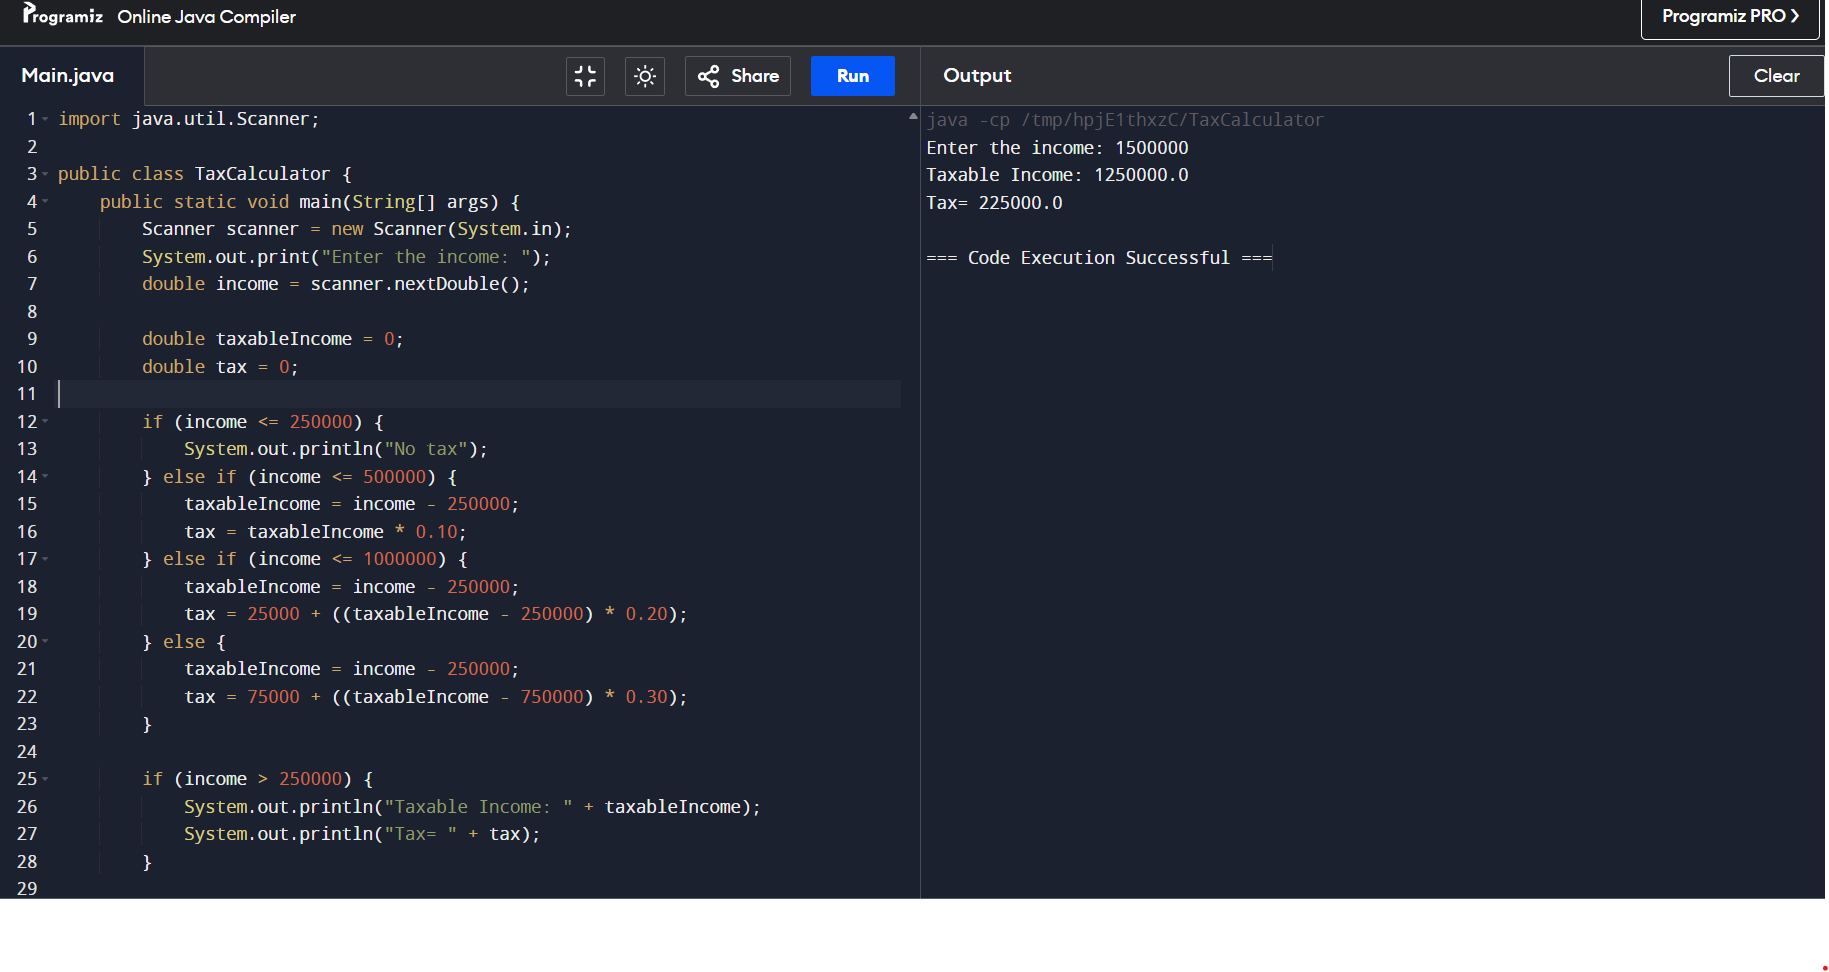 Programiz Online Java Compiler
Programiz PRO
Main.java
Share
Run
Output
Clear
1 import java.util.Scanner;
2
3 public class TaxCalculator {
4     public static void main(String[] args) {
5         Scanner scanner = new Scanner(System.in);
6         System.out.print("Enter the income: ");
7         double income = scanner.nextDouble();
8
9         double taxableIncome = 0;
10         double tax = 0;
11
12         if (income <= 250000) {
13             System.out.println("No tax");
14         } else if (income <= 500000) {
15             taxableIncome = income - 250000;
16             tax = taxableIncome * 0.10;
17         } else if (income <= 1000000) {
18             taxableIncome = income - 250000;
19             tax = 25000 + ((taxableIncome - 250000) * 0.20);
20         } else {
21             taxableIncome = income - 250000;
22             tax = 75000 + ((taxableIncome - 750000) * 0.30);
23         }
24
25         if (income > 250000) {
26             System.out.println("Taxable Income: " + taxableIncome);
27             System.out.println("Tax= " + tax);
28         }
29
java -cp /tmp/hpjE1thxzC/TaxCalculator
Enter the income: 1500000
Taxable Income: 1250000.0
Tax= 225000.0
=== Code Execution Successful ===